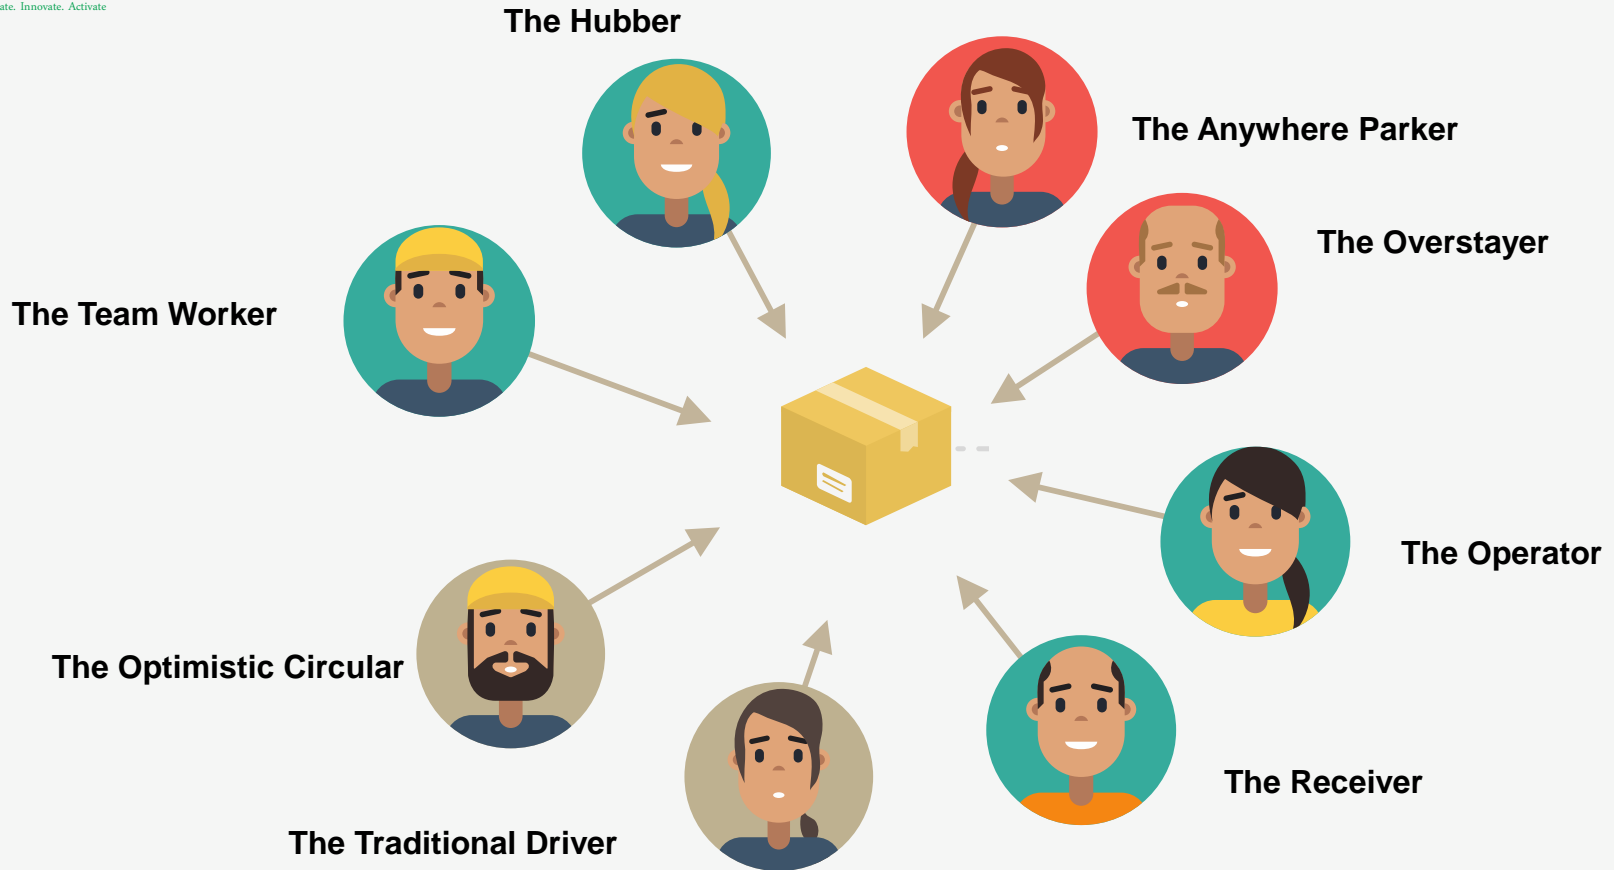 ate. Innovate. Activate
The Hubber
The Anywhere Parker
The Overstayer
The Team Worker
The Operator
The Optimistic Circular
The Receiver
The Traditional Driver